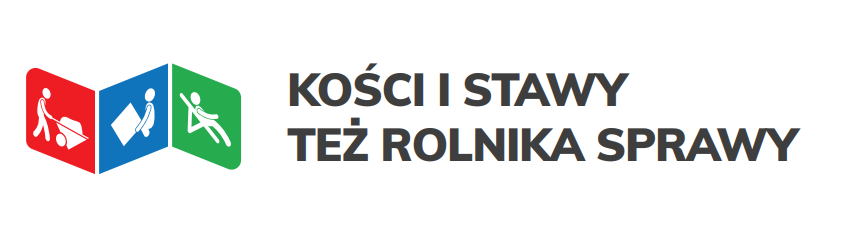 KOŚCI I STAWY
TEŻ ROLNIKA SPRAWY